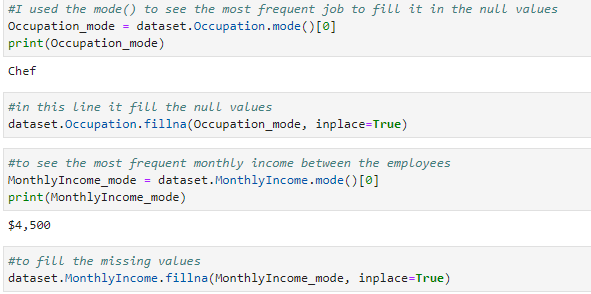 #I used the mode() to see the most frequent job to fill it in the null values
Occupation_mode = dataset.Occupation.mode()[0]
print(Occupation_mode)
Chef
#in this line it fill the null values
dataset.Occupation.fillna(Occupation_mode, inplace=True)
#to see the most frequent monthly income between the employees
MonthlyIncome_mode = dataset.MonthlyIncome.mode()[0]
print(MonthlyIncome_mode)
$4,500
#to fill the missing values
dataset.MonthlyIncome.fillna(MonthlyIncome_mode, inplace=True)